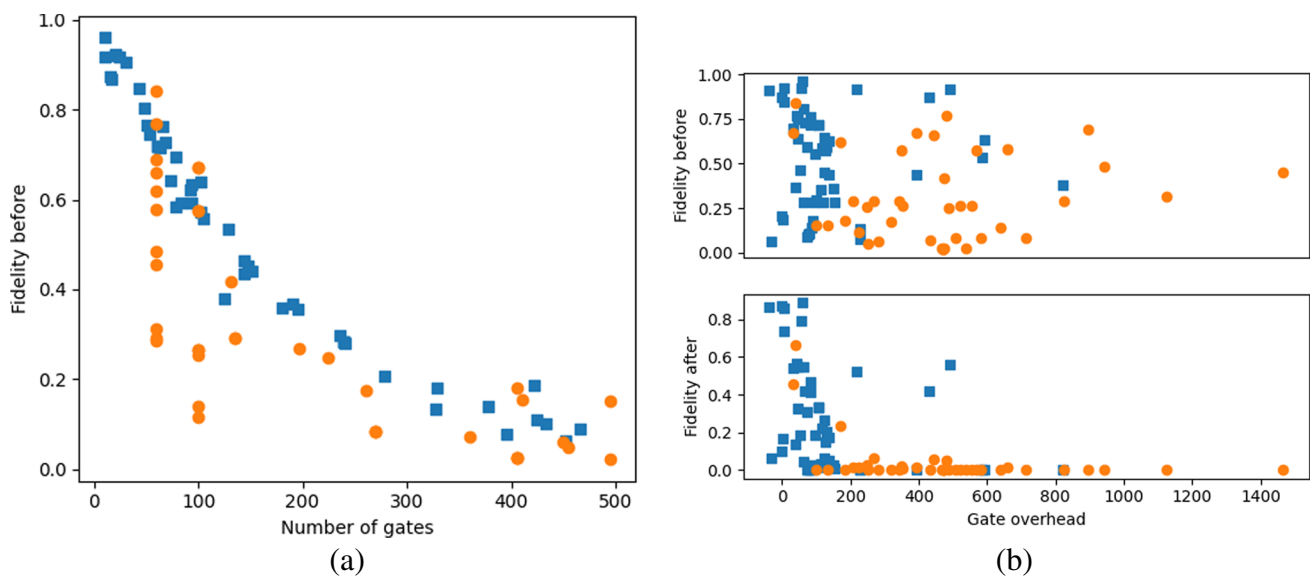 1.0
0.8
0.6
0.4
0.2
0.0
Fidelity before
0 100 200 300 400 500
Number of gates
(a)
1.00
0.75
0.50
0.25
0.00
Fidelity before
0.8
0.6
0.4
0.2
0.0
Fidelity after
0 200 400 600 800 1000 1200 1400
Gate overhead
(b)